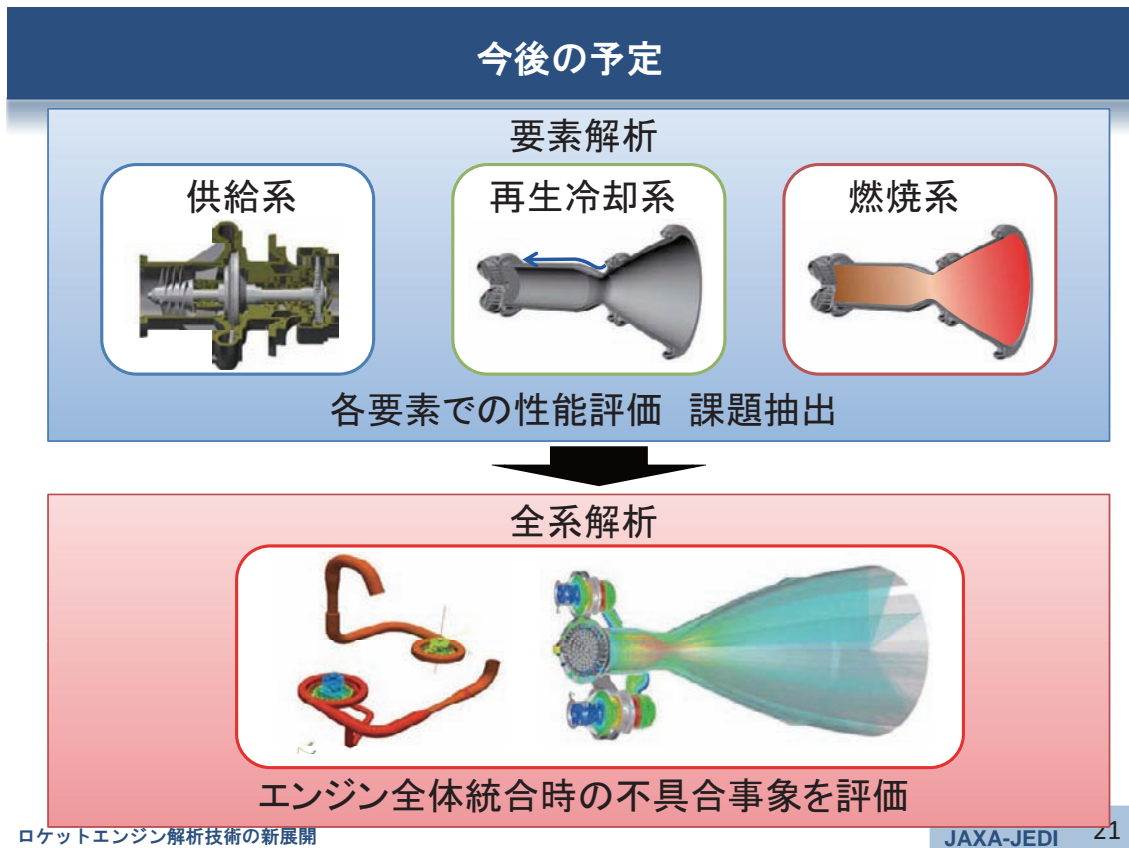 今後の予定
要素解析
供給系
再生冷却系
燃焼系
各要素での性能評価　課題抽出
全系解析
エンジン全体統合時の不具合事象を評価
ロケットエンジン解析技術の新展開
JAXA-JEDI
21